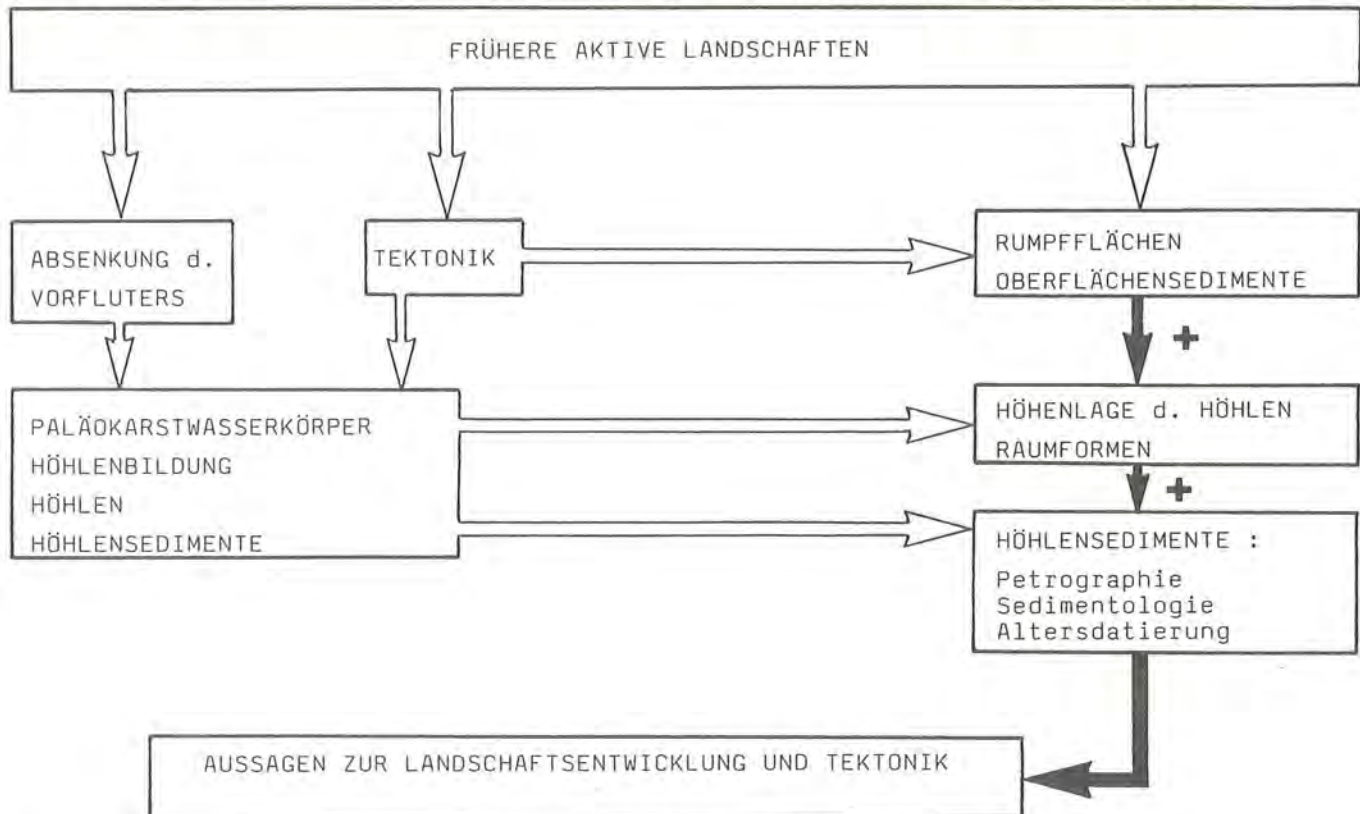 FRÜHERE AKTIVE LANDSCHAFTEN
ABSENKUNG d.
VORFLUTERS
TEKTONIK
RUMPFFLÄCHEN
OBERFLÄCHENSEDIMENTE
+
PALÄOKARSTWASSERKÖRPER
HÖHLENBILDUNG
HÖHLEN
HÖHLENSEDIMENTE
HÖHENLAGE d. HÖHLEN
RAUMFORMEN
+
HÖHLENSEDIMENTE :
Petrographie
Sedimentologie
Altersdatierung
AUSSAGEN ZUR LANDSCHAFTSENTWICKLUNG UND TEKTONIK